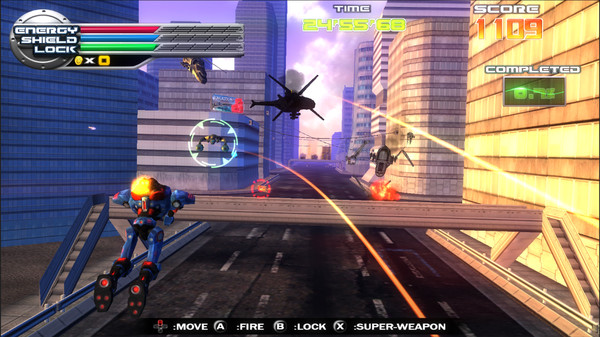 ENERGY
SHIELD
LOCK
x 0
TIME
24'55"68
SCORE
1109
COMPLETED
:MOVE A :FIRE B :LOCK X :SUPER-WEAPON